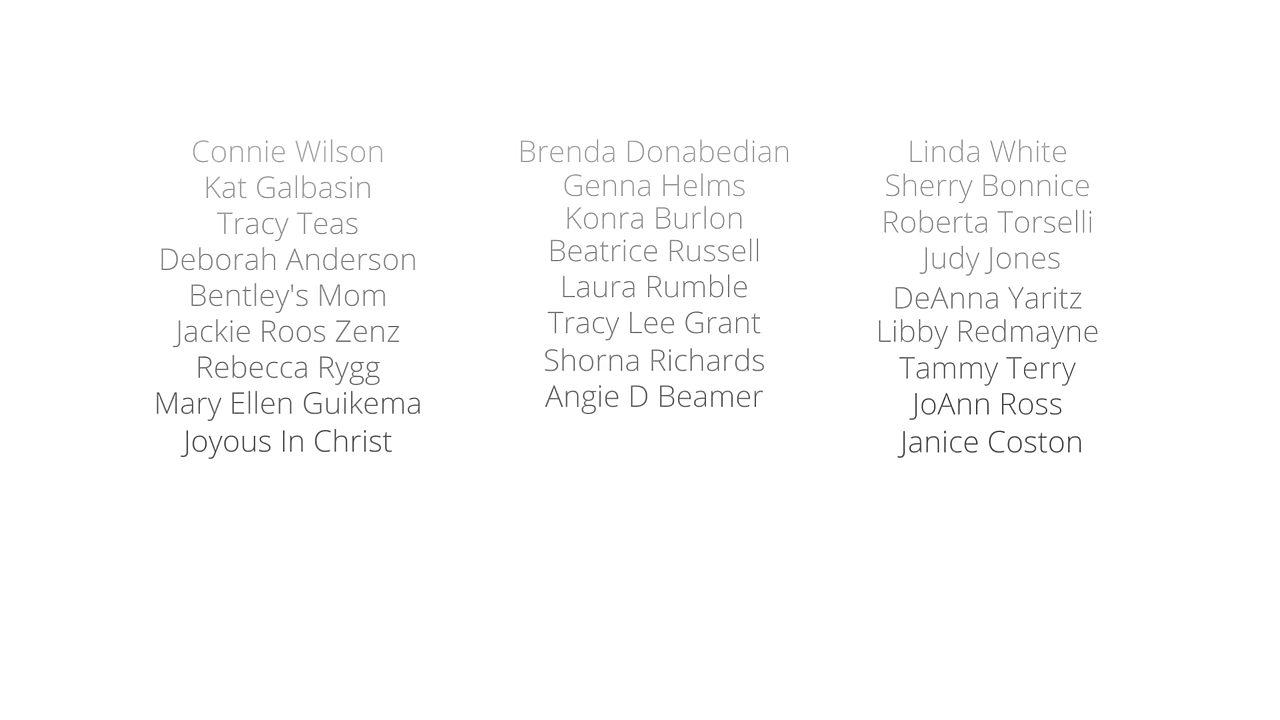 Connie Wilson
Kat Galbasin
Tracy Teas
Deborah Anderson
Bentley's Mom
Jackie Roos Zenz
Rebecca Rygg
Mary Ellen Guikema
Joyous In Christ
Brenda Donabedian
Genna Helms
Konra Burlon
Beatrice Russell
Laura Rumble
Tracy Lee Grant
Shorna Richards
Angie D Beamer
Linda White
Sherry Bonnice
Roberta Torselli
Judy Jones
DeAnna Yaritz
Libby Redmayne
Tammy Terry
JoAnn Ross
Janice Coston